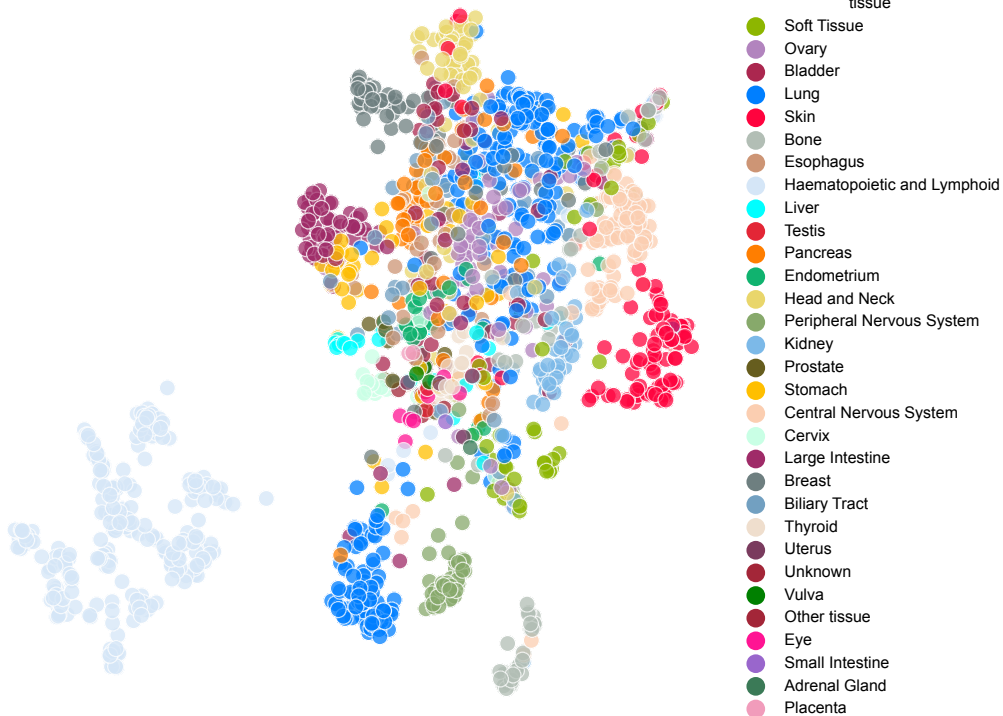 tissue
Soft Tissue
Ovary
Bladder
Lung
Skin
Bone
Esophagus
Haematopoietic and Lymphoid
Liver
Testis
Pancreas
Endometrium
Head and Neck
Peripheral Nervous System
Kidney
Prostate
Stomach
Central Nervous System
Cervix
Large Intestine
Breast
Biliary Tract
Thyroid
Uterus
Unknown
Vulva
Other tissue
Eye
Small Intestine
Adrenal Gland
Placenta